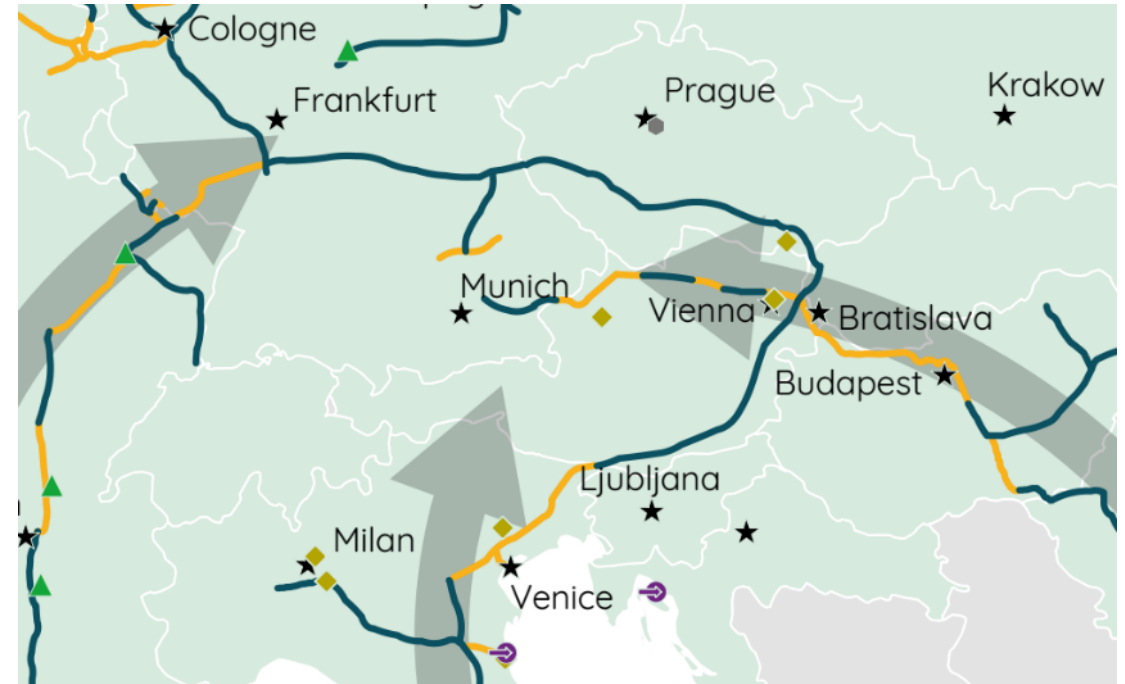 Cologne
Frankfurt
Prague
Krakow
Munich
Vienna
Bratislava
Budapest
Ljubljana
Milan
Venice